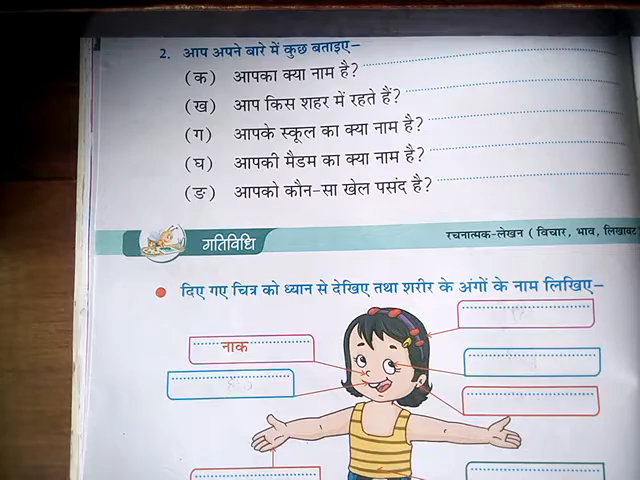 2. आप अपने बारे में कुछ बताइए–
(क) आपका क्या नाम है?
(ख) आप किस शहर में रहते हैं?
(ग) आपके स्कूल का क्या नाम है?
(घ) आपकी मैडम का क्या नाम है?
(ङ) आपको कौन-सा खेल पसंद है?
गतिविधि
रचनात्मक-लेखन (विचार, भाव, लिखावट
दिए गए चित्र को ध्यान से देखिए तथा शरीर के अंगों के नाम लिखिए–
नाक